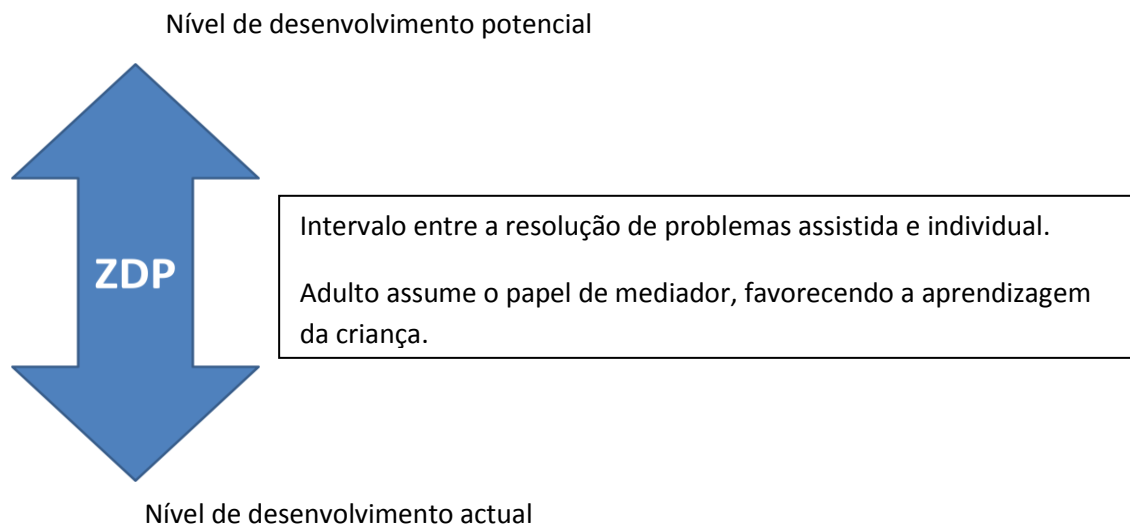 Nível de desenvolvimento potencial
Intervalo entre a resolução de problemas assistida e individual.
ZDP
Adulto assume o papel de mediador, favorecendo a aprendizagem
da criança.
Nível de desenvolvimento actual